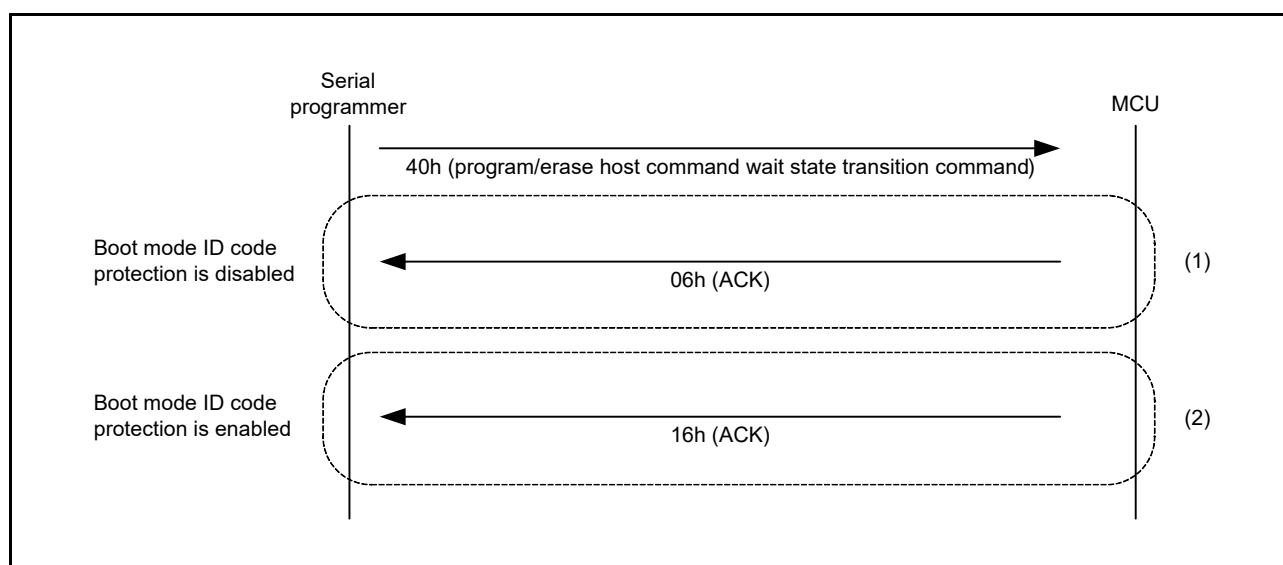 Serial
programmer
MCU
40h (program/erase host command wait state transition command)
Boot mode ID code
protection is disabled
06h (ACK)
(1)
Boot mode ID code
protection is enabled
16h (ACK)
(2)